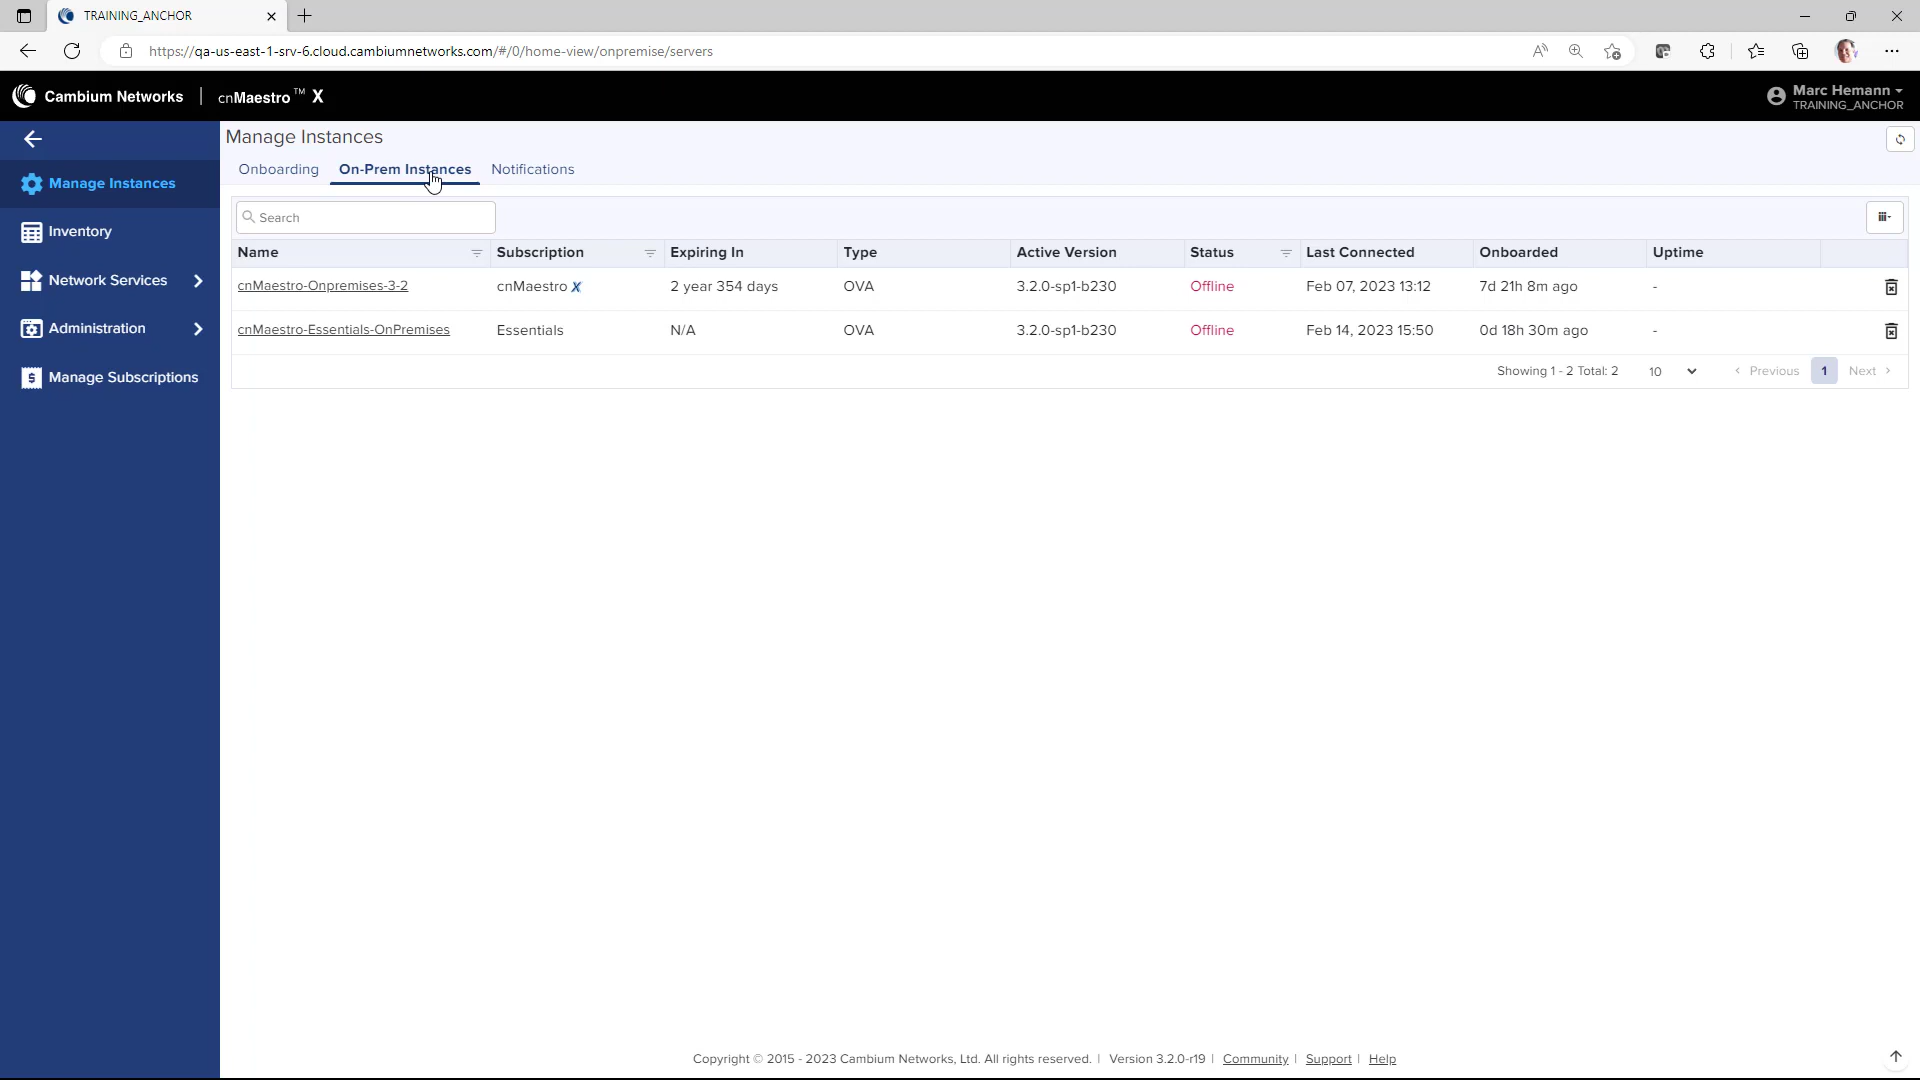 TRAINING_ANCHOR
https://qa-us-east-1-srv-6.cloud.cambiumnetworks.com/#/0/home-view/onpremise/servers
Cambium Networks | cnMaestro™ X
Marc Hemann
TRAINING_ANCHOR
Manage Instances
Inventory
Network Services
Administration
Manage Subscriptions
Manage Instances
Onboarding On-Prem Instances Notifications
Search
Name Subscription Expiring In Type Active Version Status Last Connected Onboarded Uptime
cnMaestro-Onpremises-3-2 cnMaestro X 2 year 354 days OVA 3.2.0-sp1-b230 Offline Feb 07, 2023 13:12 7d 21h 8m ago -
cnMaestro-Essentials-OnPremises Essentials N/A OVA 3.2.0-sp1-b230 Offline Feb 14, 2023 15:50 0d 18h 30m ago -
Showing 1 - 2 Total: 2 10 < Previous 1 Next >
Copyright © 2015 - 2023 Cambium Networks, Ltd. All rights reserved. | Version 3.2.0-r19 | Community | Support | Help